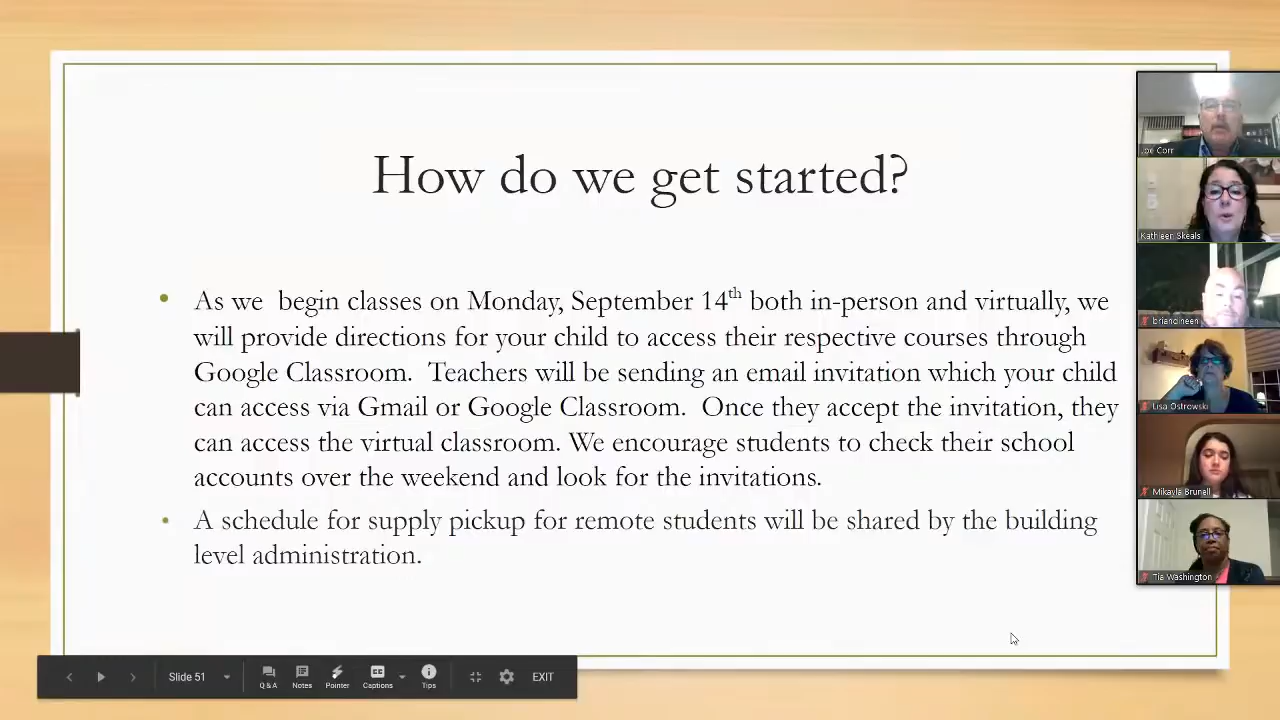 How do we get started?
As we  begin classes on Monday, September 14th both in-person and virtually, we
will provide directions for your child to access their respective courses through
Google Classroom.  Teachers will be sending an email invitation which your child
can access via Gmail or Google Classroom.  Once they accept the invitation, they
can access the virtual classroom. We encourage students to check their school
accounts over the weekend and look for the invitations.
A schedule for supply pickup for remote students will be shared by the building
level administration.
Joe Corr
Kathleen Skeals
briandineen
Lisa Ostrowski
Mikayla Brunell
Tia Washington
Slide 51
Q & A
Notes
Pointer
Captions
Tips
EXIT